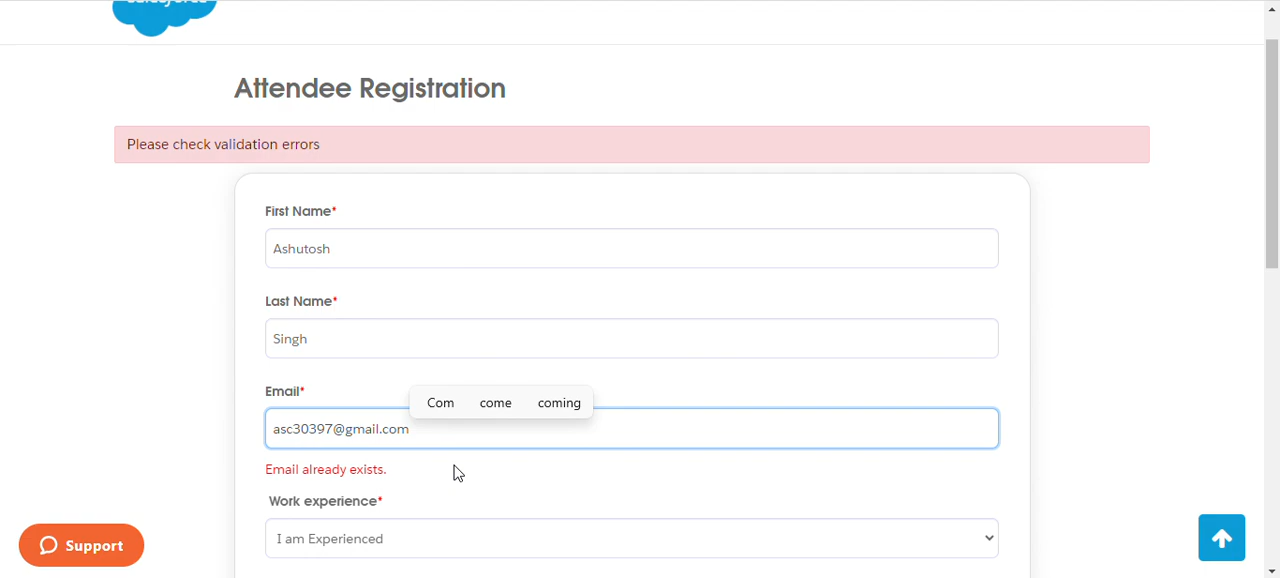 Attendee Registration
Please check validation errors
First Name*
Ashutosh
Last Name*
Singh
Email*
Com come coming
asc30397@gmail.com
Email already exists.
Work experience*
I am Experienced
Support